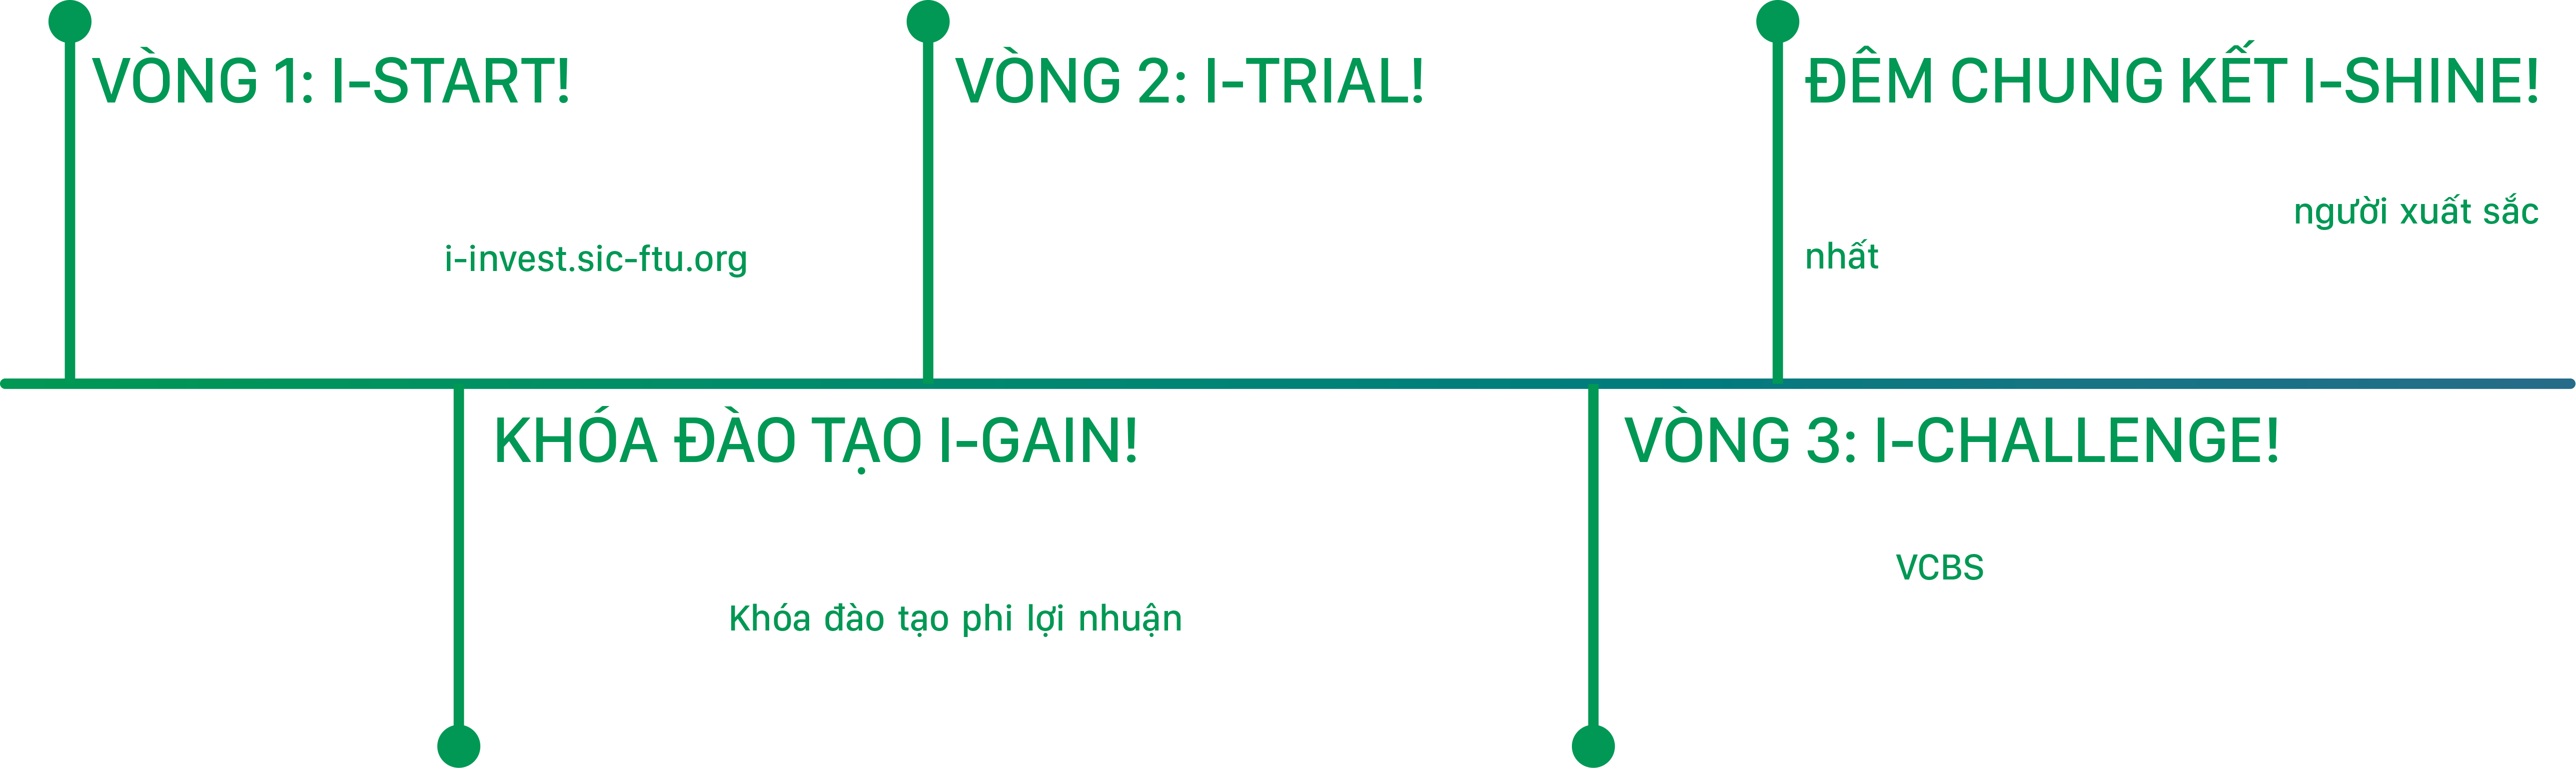 VÒNG 1: I-START!
i-invest.sic-ftu.org
KHÓA ĐÀO TẠO I-GAIN!
Khóa đào tạo phi lợi nhuận
VÒNG 2: I-TRIAL!
VÒNG 3: I-CHALLENGE!
VCBS
ĐÊM CHUNG KẾT I-SHINE!
người xuất sắc
nhất